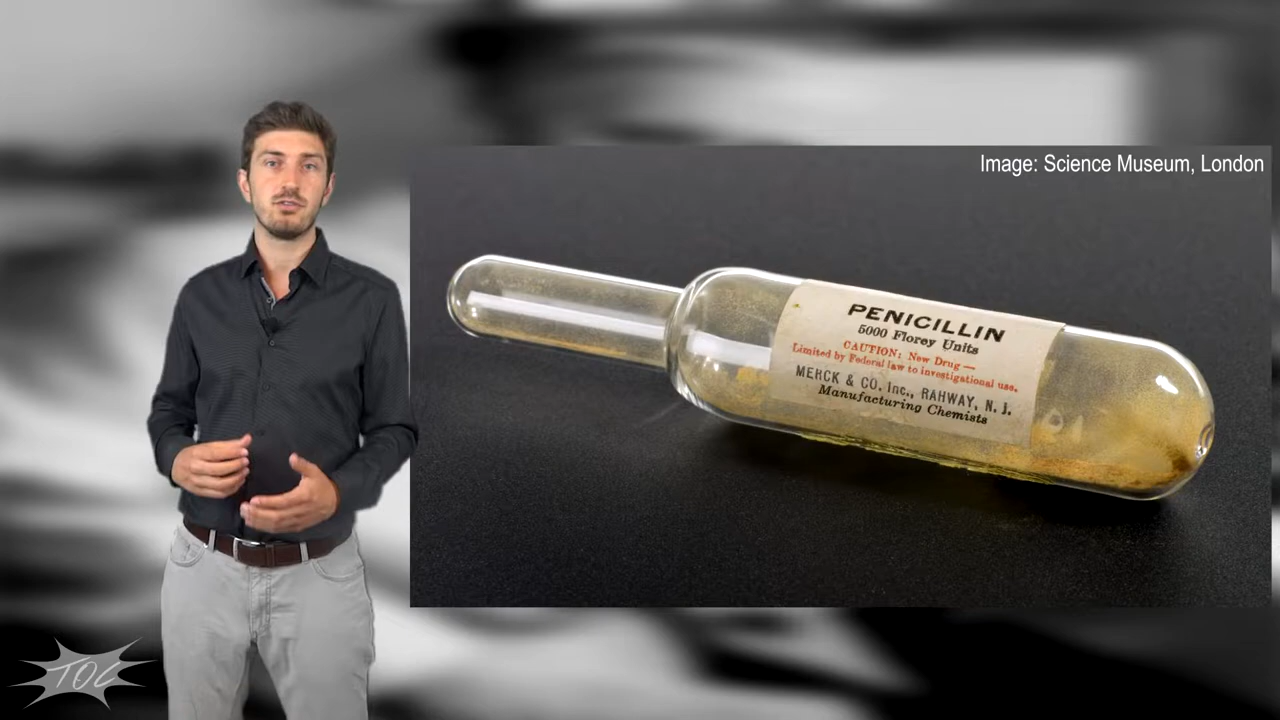 Image: Science Museum, London
PENICILLIN
5000 Florey Units
CAUTION: New Drug —
Limited by Federal law to investigational use.
MERCK & CO. Inc., RAHWAY, N. J.
Manufacturing Chemists
TOC